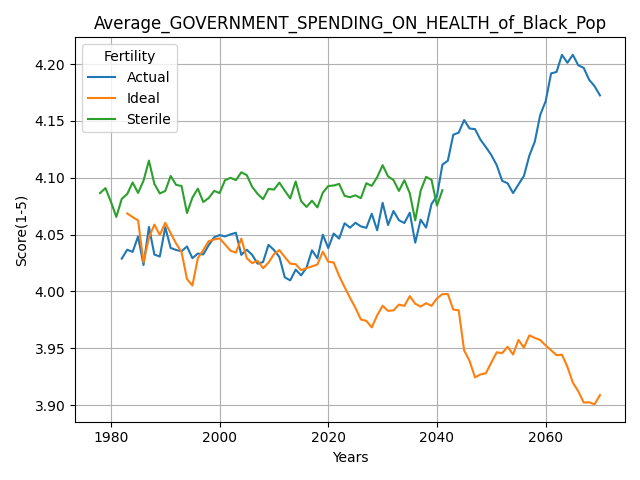 Average_GOVERNMENT_SPENDING_ON_HEALTH_of_Black_Pop
Fertility
Actual
Ideal
Sterile
Score(1-5)
4.20
4.15
4.10
4.05
4.00
3.95
3.90
1980 2000 2020 2040 2060
Years